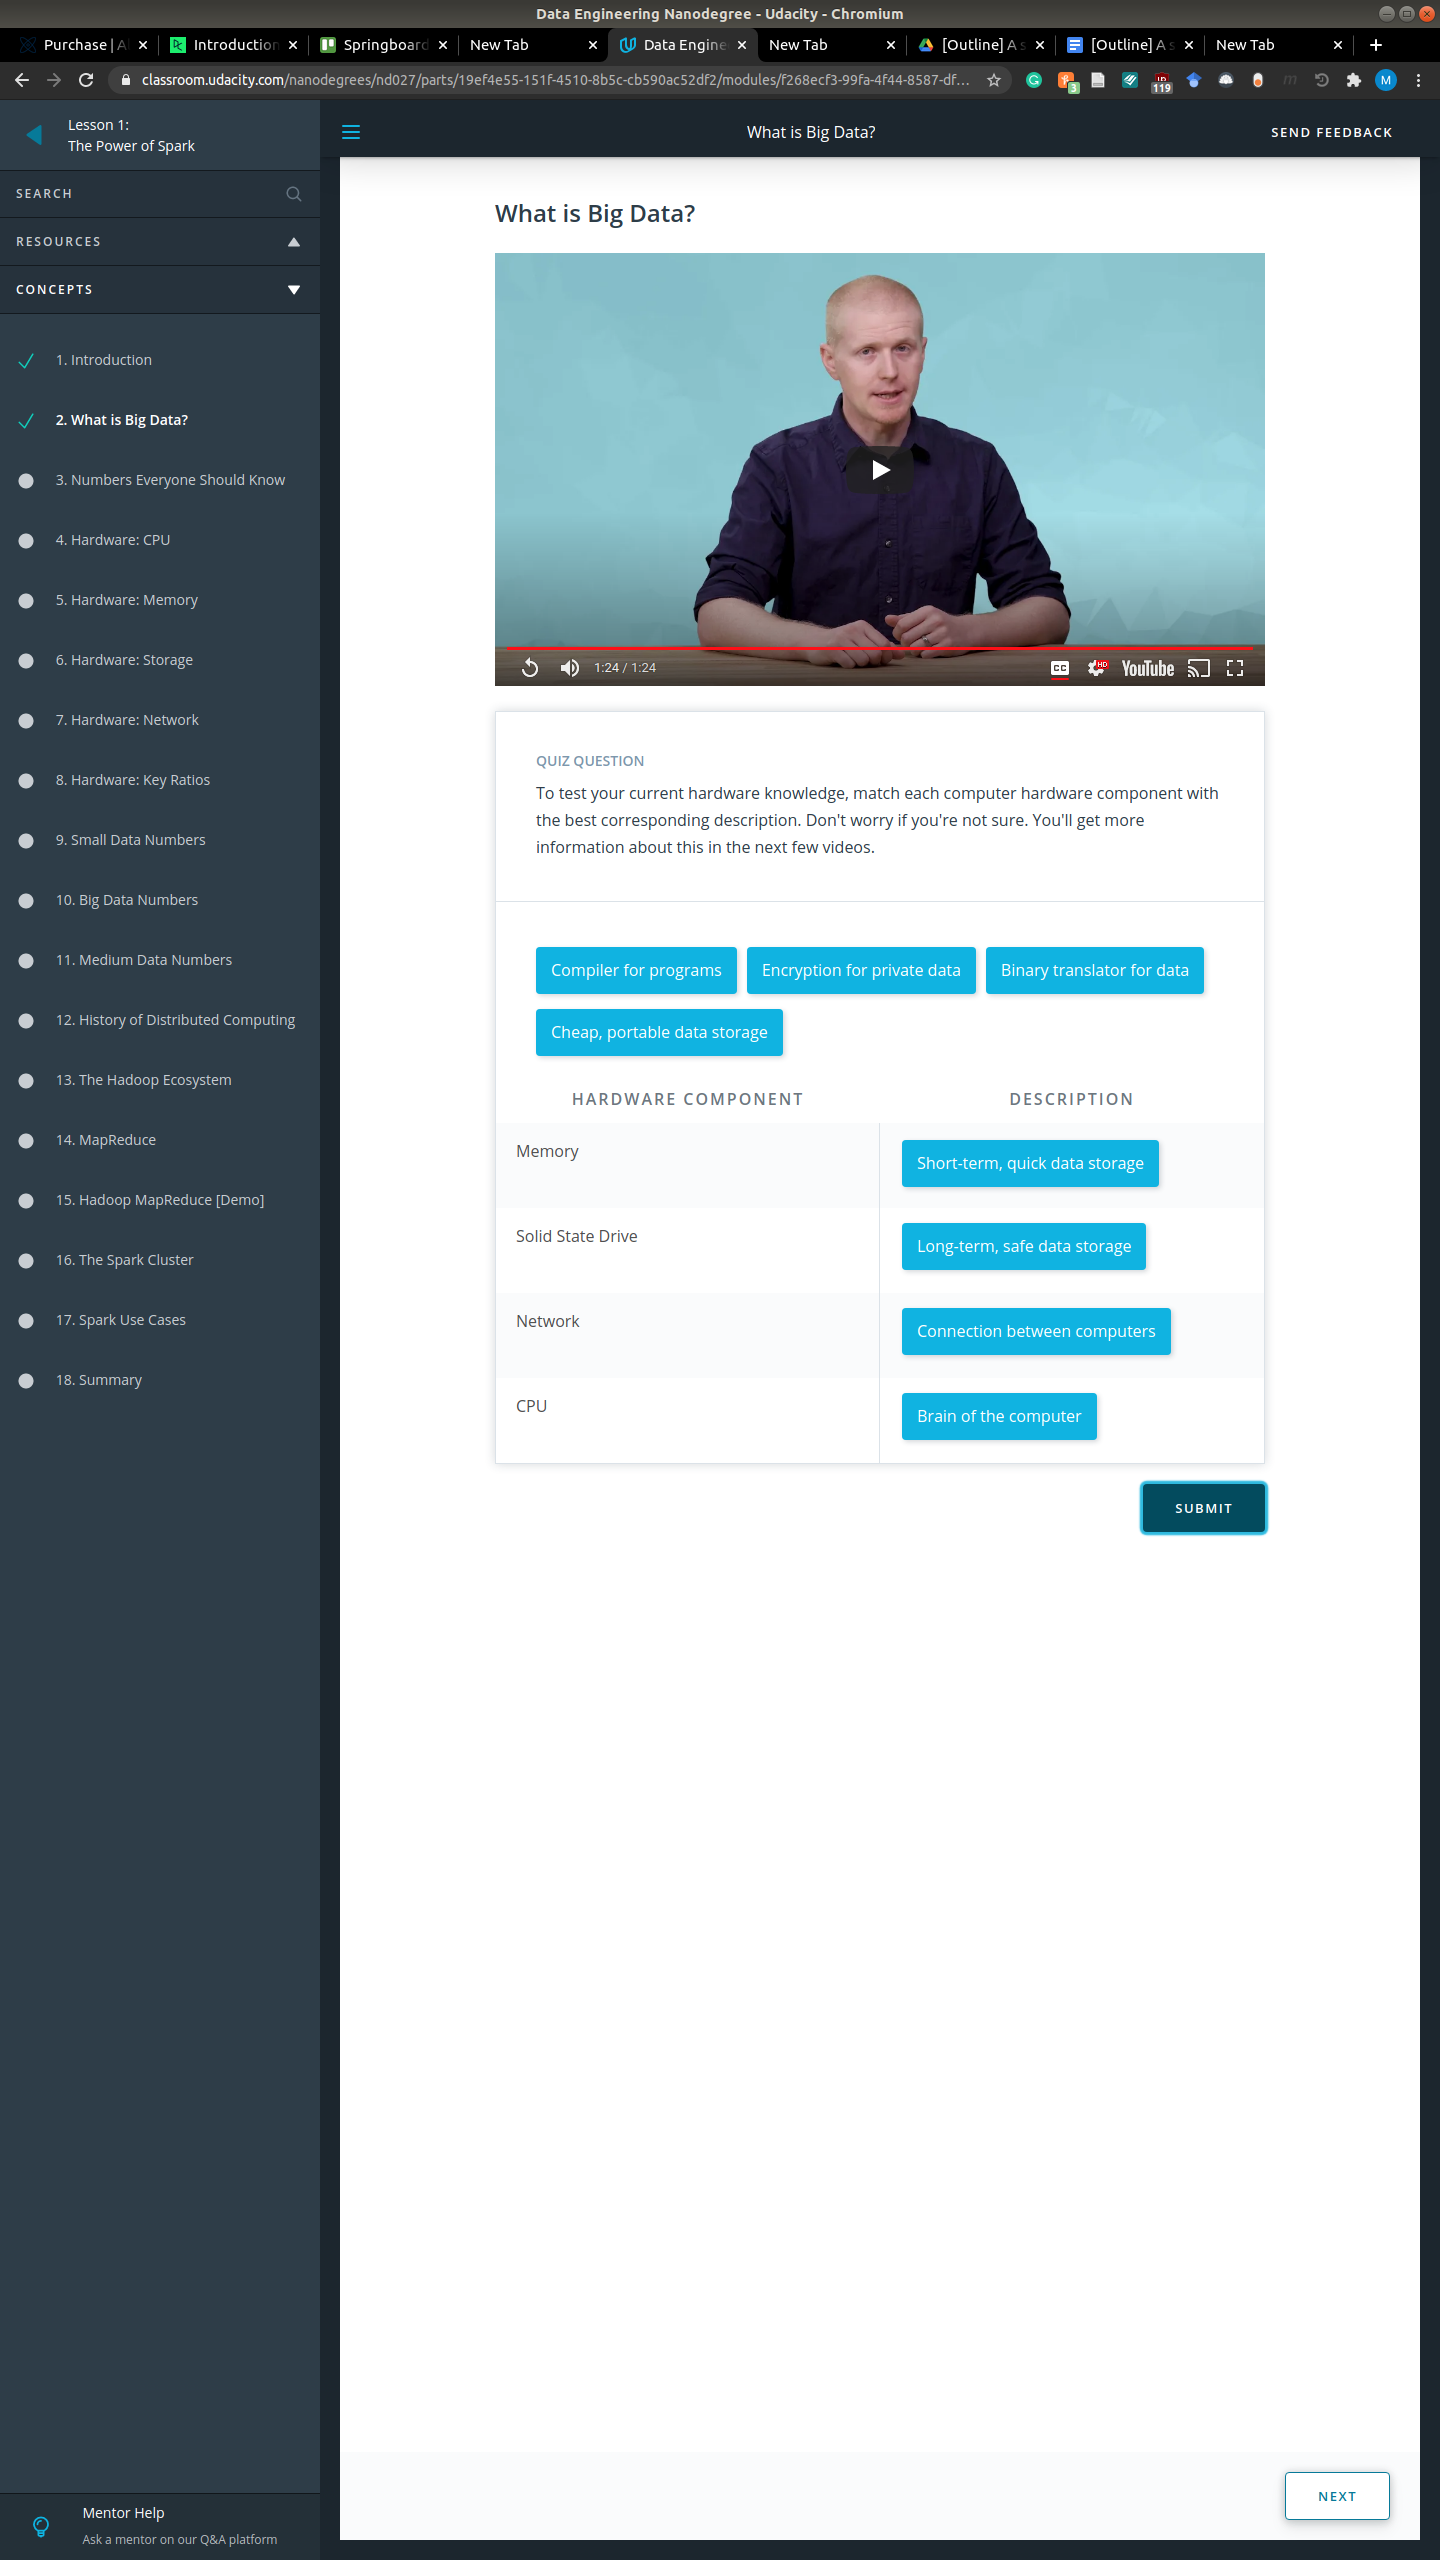 Data Engineering Nanodegree - Udacity - Chromium
Purchase | A
Introduction
Springboard
New Tab
Data Engine
New Tab
[Outline] A s
[Outline] A s
New Tab
classroom.udacity.com/nanodegrees/nd027/parts/19ef4e55-151f-4510-8b5c-cb590ac52df2/modules/f268ecf3-99fa-4f44-8587-df...
3
119
M
Lesson 1:
The Power of Spark
SEARCH
RESOURCES
CONCEPTS
1. Introduction
2. What is Big Data?
3. Numbers Everyone Should Know
4. Hardware: CPU
5. Hardware: Memory
6. Hardware: Storage
7. Hardware: Network
8. Hardware: Key Ratios
9. Small Data Numbers
10. Big Data Numbers
11. Medium Data Numbers
12. History of Distributed Computing
13. The Hadoop Ecosystem
14. MapReduce
15. Hadoop MapReduce [Demo]
16. The Spark Cluster
17. Spark Use Cases
18. Summary
Mentor Help
Ask a mentor on our Q&A platform
What is Big Data?
SEND FEEDBACK
What is Big Data?
1:24 / 1:24
CC
HD
YouTube
QUIZ QUESTION
To test your current hardware knowledge, match each computer hardware component with
the best corresponding description. Don't worry if you're not sure. You'll get more
information about this in the next few videos.
Compiler for programs
Encryption for private data
Binary translator for data
Cheap, portable data storage
HARDWARE COMPONENT
DESCRIPTION
Memory
Short-term, quick data storage
Solid State Drive
Long-term, safe data storage
Network
Connection between computers
CPU
Brain of the computer
SUBMIT
NEXT